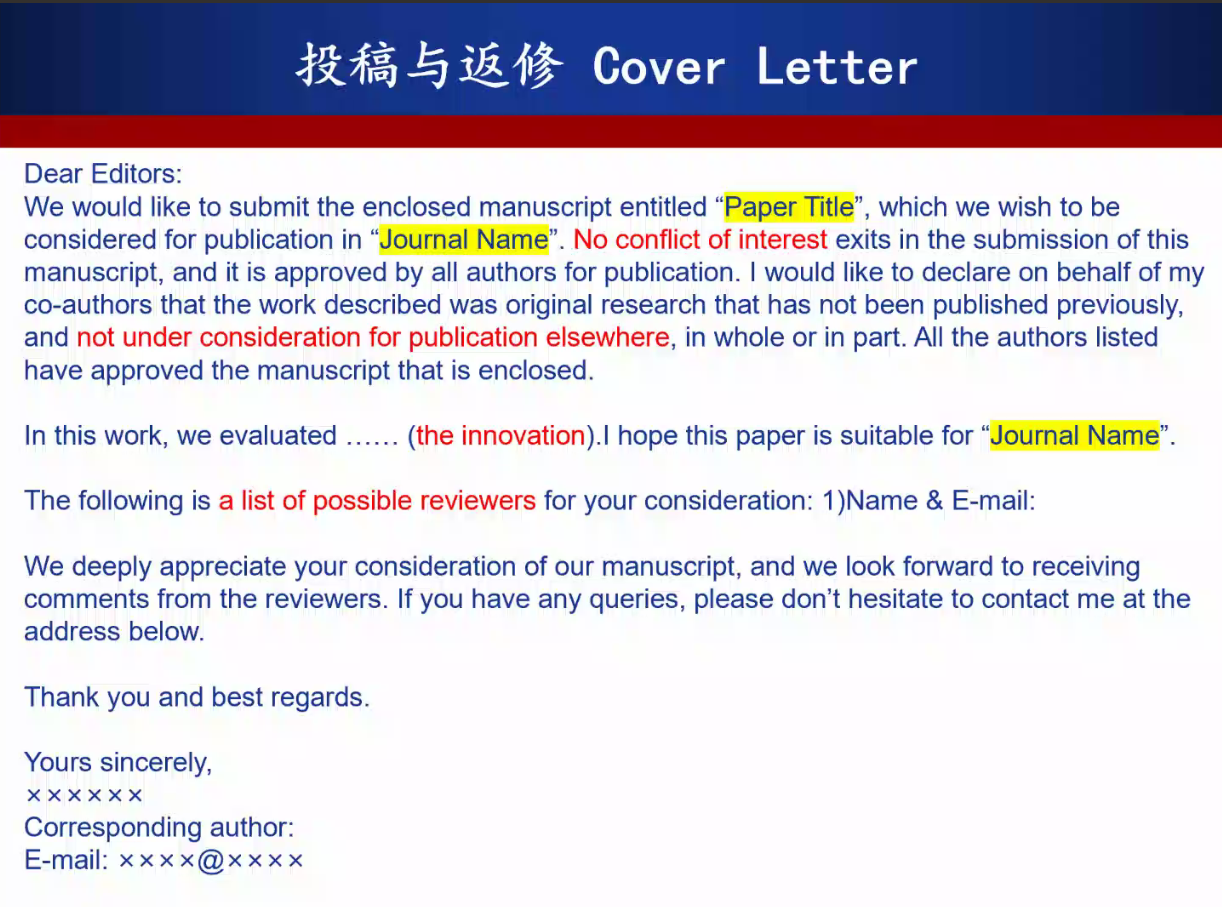 投稿与返修 Cover Letter
Dear Editors:
We would like to submit the enclosed manuscript entitled “Paper Title”, which we wish to be
considered for publication in “Journal Name”. No conflict of interest exits in the submission of this
manuscript, and it is approved by all authors for publication. I would like to declare on behalf of my
co-authors that the work described was original research that has not been published previously,
and not under consideration for publication elsewhere, in whole or in part. All the authors listed
have approved the manuscript that is enclosed.
In this work, we evaluated …… (the innovation).I hope this paper is suitable for “Journal Name”.
The following is a list of possible reviewers for your consideration: 1)Name & E-mail:
We deeply appreciate your consideration of our manuscript, and we look forward to receiving
comments from the reviewers. If you have any queries, please don’t hesitate to contact me at the
address below.
Thank you and best regards.
Yours sincerely,
××××××
Corresponding author:
E-mail: ××××@××××